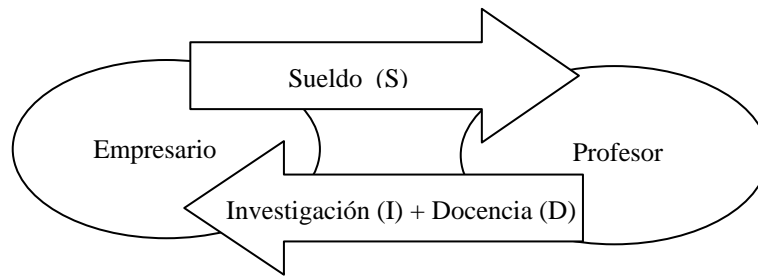 Sueldo (S)
Empresario
Profesor
Investigación (I) + Docencia (D)